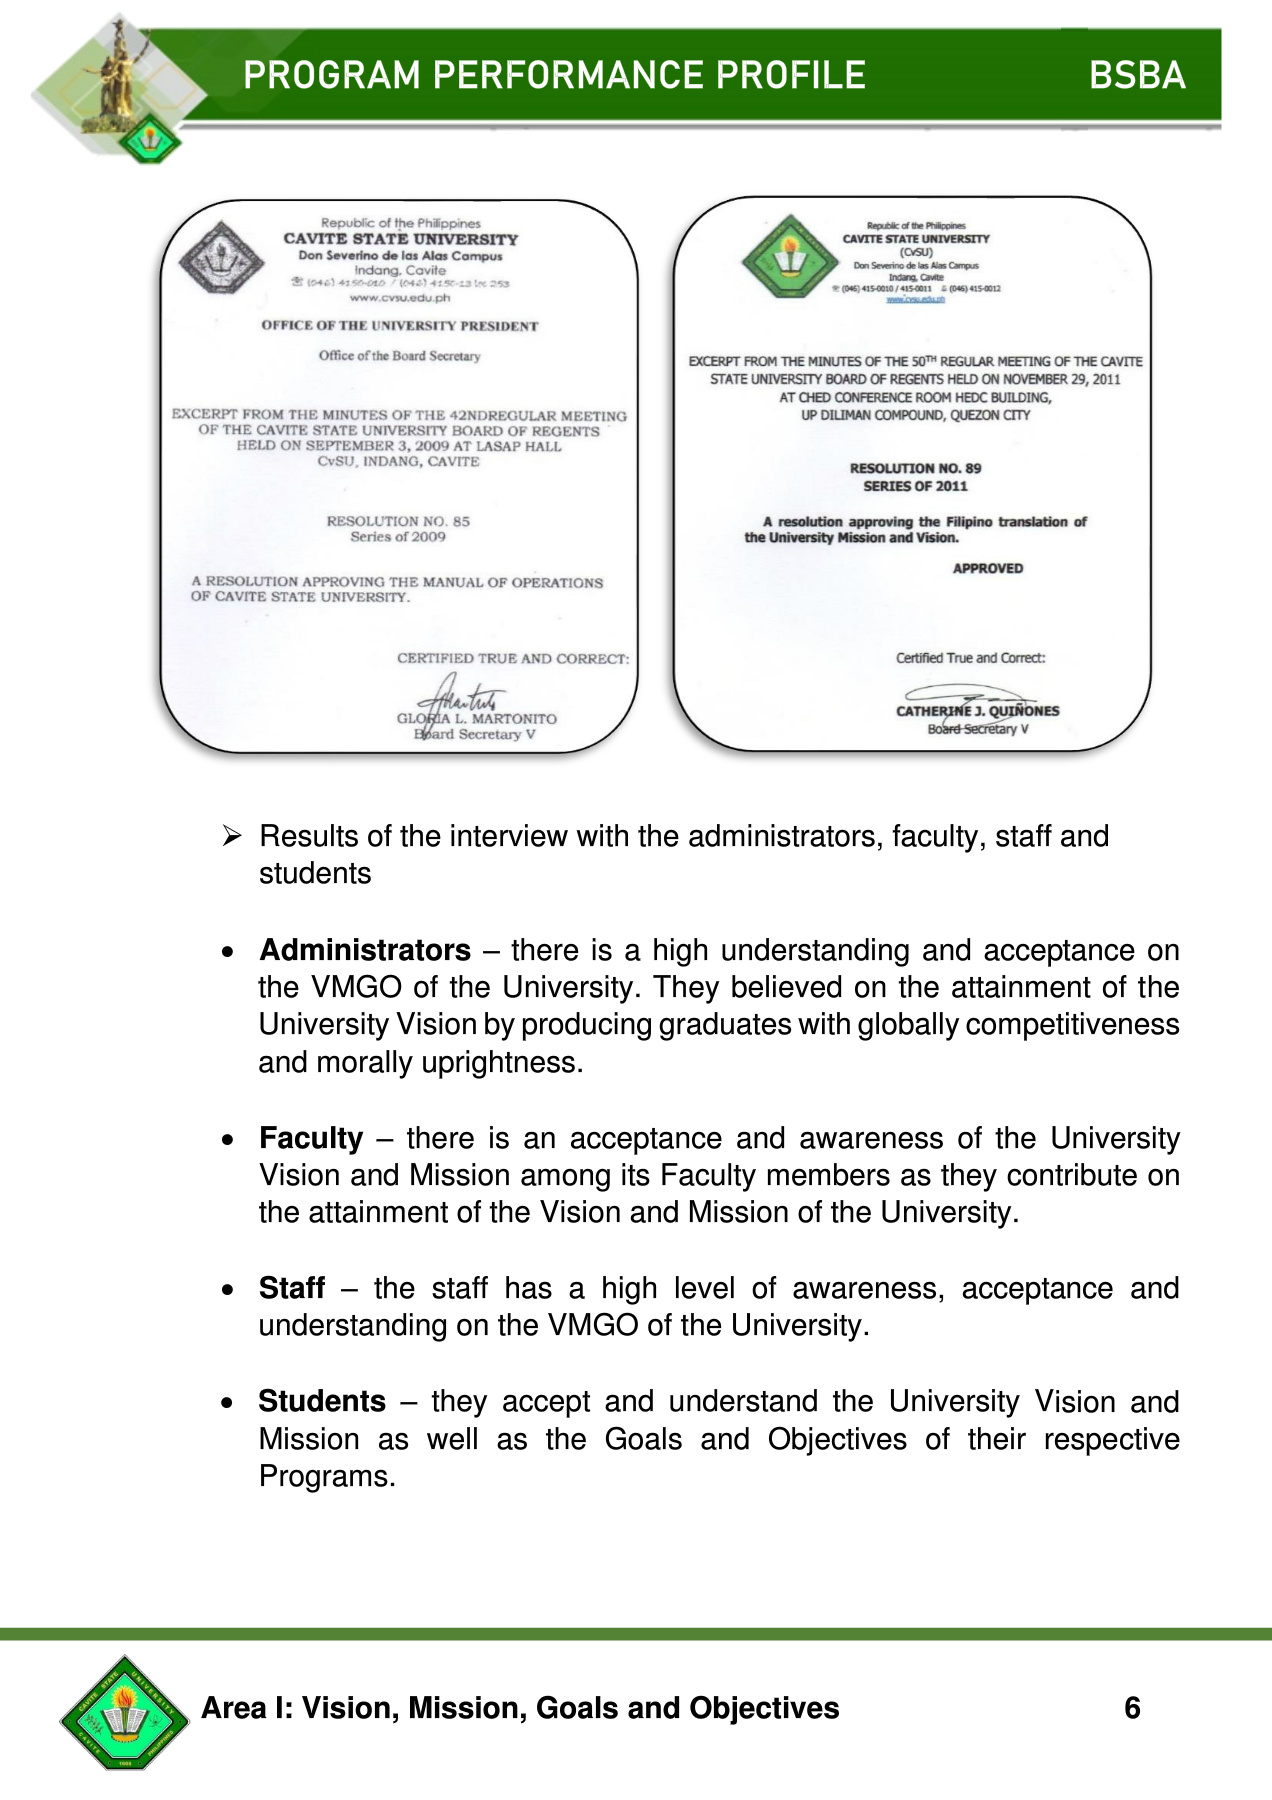 PROGRAM PERFORMANCE PROFILE BSBA
Republic of the Philippines
CAVITE STATE UNIVERSITY
Don Severino de las Alas Campus
Indang, Cavite
www.cvsu.edu.ph
OFFICE OF THE UNIVERSITY PRESIDENT
Office of the Board Secretary
EXCERPT FROM THE MINUTES OF THE 42NDREGULAR MEETING
OF THE CAVITE STATE UNIVERSITY BOARD OF REGENTS
HELD ON SEPTEMBER 3, 2009 AT LASAP HALL
CvSU, INDANG, CAVITE
RESOLUTION NO. 85
Series of 2009
A RESOLUTION APPROVING THE MANUAL OF OPERATIONS
OF CAVITE STATE UNIVERSITY.
CERTIFIED TRUE AND CORRECT:
GLORIA L. MARTONITO
Board Secretary V
Republic of the Philippines
CAVITE STATE UNIVERSITY
(CvSU)
Don Severino de las Alas Campus
Indang, Cavite
☏ (046) 415-0010 / 415-0011 (046) 415-0012
www.cvsu.edu.ph
EXCERPT FROM THE MINUTES OF THE 50TH REGULAR MEETING OF THE CAVITE
STATE UNIVERSITY BOARD OF REGENTS HELD ON NOVEMBER 29, 2011
AT CHED CONFERENCE ROOM HEDC BUILDING,
UP DILIMAN COMPOUND, QUEZON CITY
RESOLUTION NO. 89
SERIES OF 2011
A resolution approving the Filipino translation of
the University Mission and Vision.
APPROVED
Certified True and Correct:
CATHERINE J. QUIÑONES
Board Secretary V
➢ Results of the interview with the administrators, faculty, staff and
students
• Administrators – there is a high understanding and acceptance on
the VMGO of the University. They believed on the attainment of the
University Vision by producing graduates with globally competitiveness
and morally uprightness.
• Faculty – there is an acceptance and awareness of the University
Vision and Mission among its Faculty members as they contribute on
the attainment of the Vision and Mission of the University.
• Staff – the staff has a high level of awareness, acceptance and
understanding on the VMGO of the University.
• Students – they accept and understand the University Vision and
Mission as well as the Goals and Objectives of their respective
Programs.
CAVITE STATE UNIVERSITY
CAVITE PHILIPPINES
1906
Area I: Vision, Mission, Goals and Objectives 6